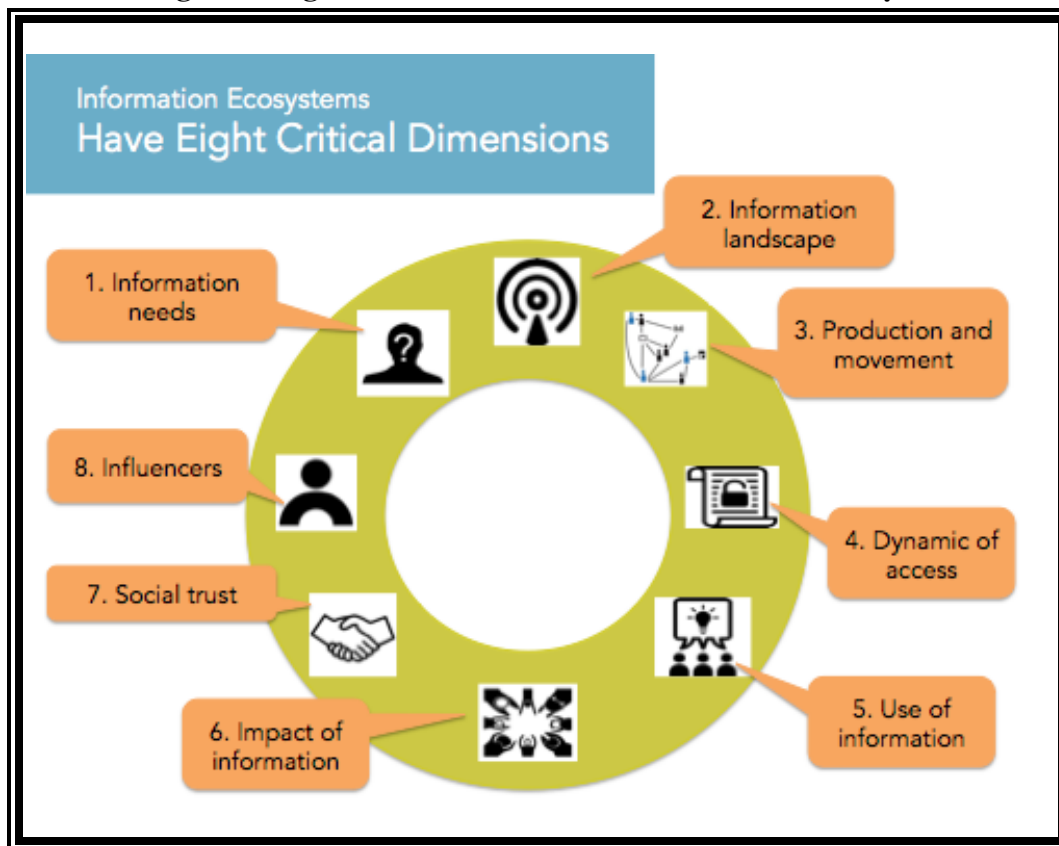 Information Ecosystems
Have Eight Critical Dimensions
1. Information
needs
2. Information
landscape
3. Production and
movement
4. Dynamic of
access
5. Use of
information
6. Impact of
information
7. Social trust
8. Influencers
?